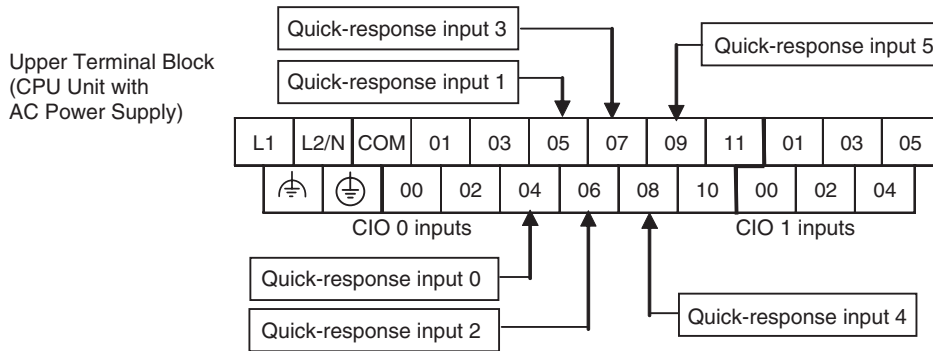 Quick-response input 3
Quick-response input 5
Upper Terminal Block
(CPU Unit with
AC Power Supply)
Quick-response input 1
L1 L2/N COM 01 03 05 07 09 11 01 03 05
00 02 04 06 08 10 00 02 04
CIO 0 inputs CIO 1 inputs
Quick-response input 0
Quick-response input 2
Quick-response input 4